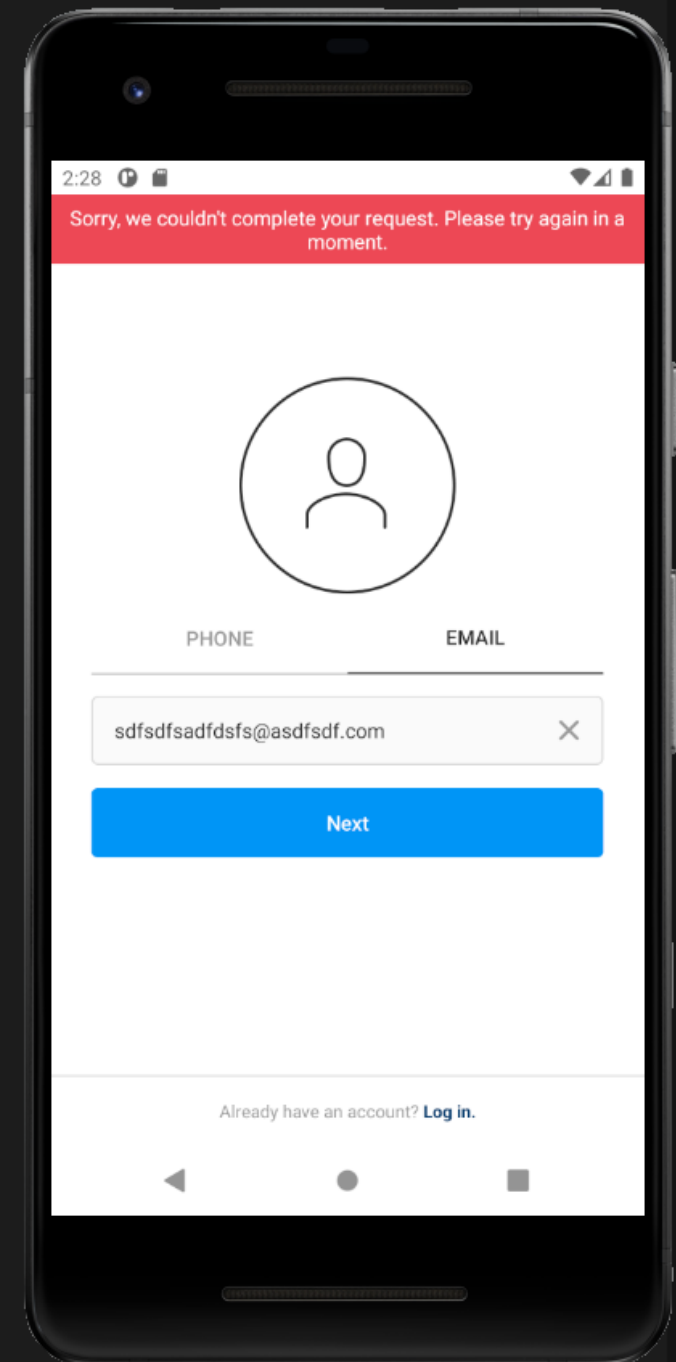 2:28
Sorry, we couldn't complete your request. Please try again in a
moment.
PHONE
EMAIL
sdfsdfsadfdsfs@asdfsdf.com
Next
Already have an account? Log in.